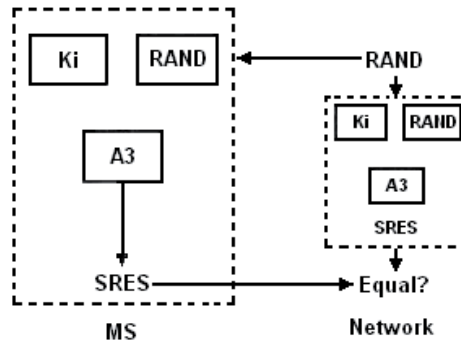 Ki
RAND
RAND
Ki
RAND
A3
A3
SRES
SRES
Equal?
MS
Network